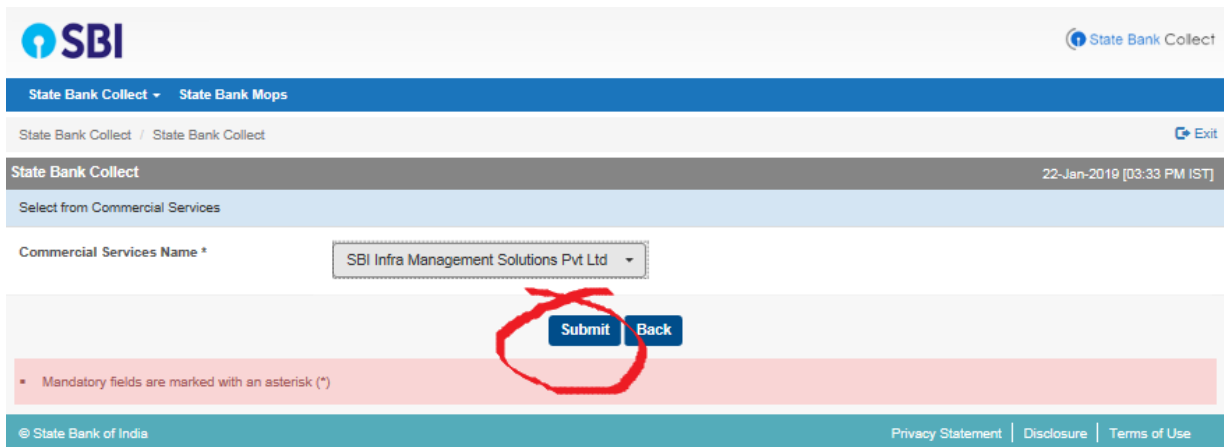 SBI
State Bank Collect
State Bank Collect State Bank Mops
State Bank Collect / State Bank Collect Exit
State Bank Collect 22-Jan-2019 [03:33 PM IST]
Select from Commercial Services
Commercial Services Name * SBI Infra Management Solutions Pvt Ltd
Submit Back
Mandatory fields are marked with an asterisk (*)
© State Bank of India Privacy Statement | Disclosure | Terms of Use